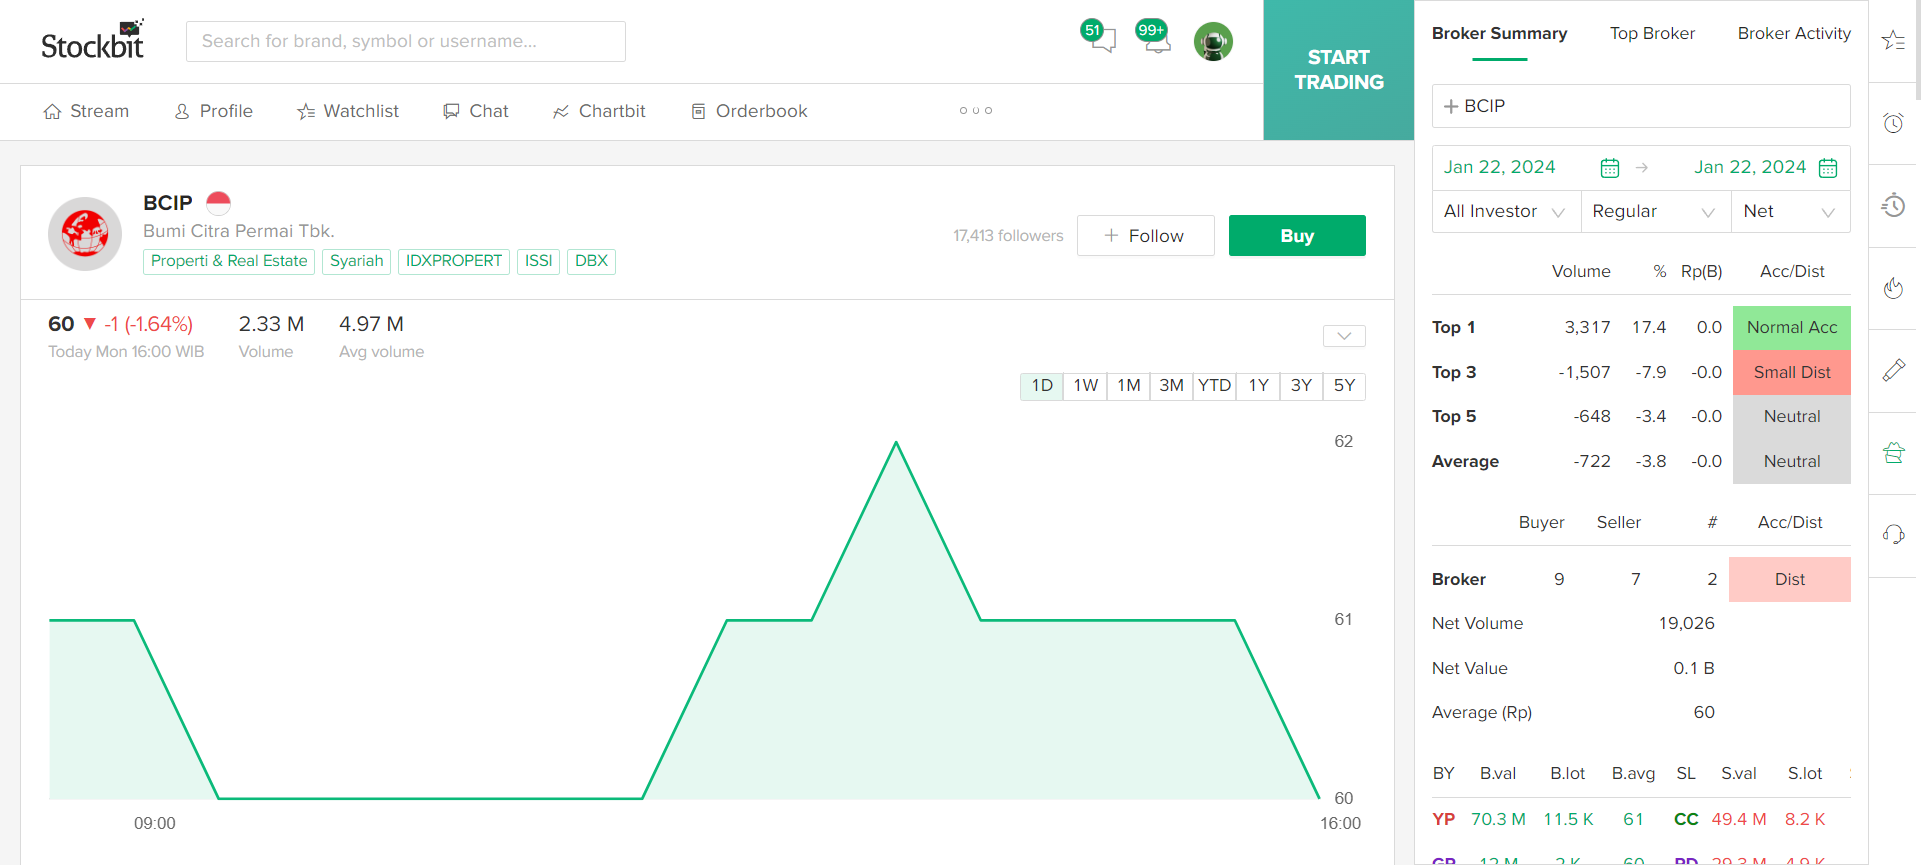 Stockbit
Search for brand, symbol or username...
51
99+
START
TRADING
Stream
Profile
Watchlist
Chat
Chartbit
Orderbook
BCIP
Bumi Citra Permai Tbk.
Properti & Real Estate
Syariah
IDXPROPERT
ISSI
DBX
17,413 followers
+ Follow
Buy
60 ▼ -1 (-1.64%)
Today Mon 16:00 WIB
2.33 M
Volume
4.97 M
Avg volume
1D 1W 1M 3M YTD 1Y 3Y 5Y
62
61
60
09:00
16:00
Broker Summary
Top Broker
Broker Activity
+ BCIP
Jan 22, 2024 → Jan 22, 2024
All Investor Regular Net
Volume % Rp(B) Acc/Dist
Top 1 3,317 17.4 0.0 Normal Acc
Top 3 -1,507 -7.9 -0.0 Small Dist
Top 5 -648 -3.4 -0.0 Neutral
Average -722 -3.8 -0.0 Neutral
Buyer Seller # Acc/Dist
Broker 9 7 2 Dist
Net Volume 19,026
Net Value 0.1 B
Average (Rp) 60
BY B.val B.lot B.avg SL S.val S.lot
YP 70.3 M 11.5 K 61 CC 49.4 M 8.2 K